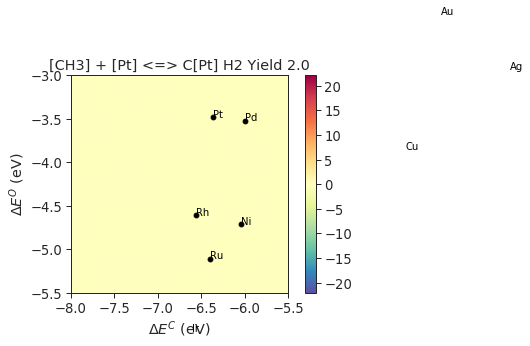 Au
Ag
[CH3] + [Pt] <=> C[Pt] H2 Yield 2.0
−3.0
−3.5
−4.0
−4.5
−5.0
−5.5
ΔE^O (eV)
Pt
Pd
Rh
Ni
Ru
−8.0 −7.5 −7.0 −6.5 −6.0 −5.5
ΔE^C (eV)
Ir
20
15
10
5
0
−5
−10
−15
−20
Cu